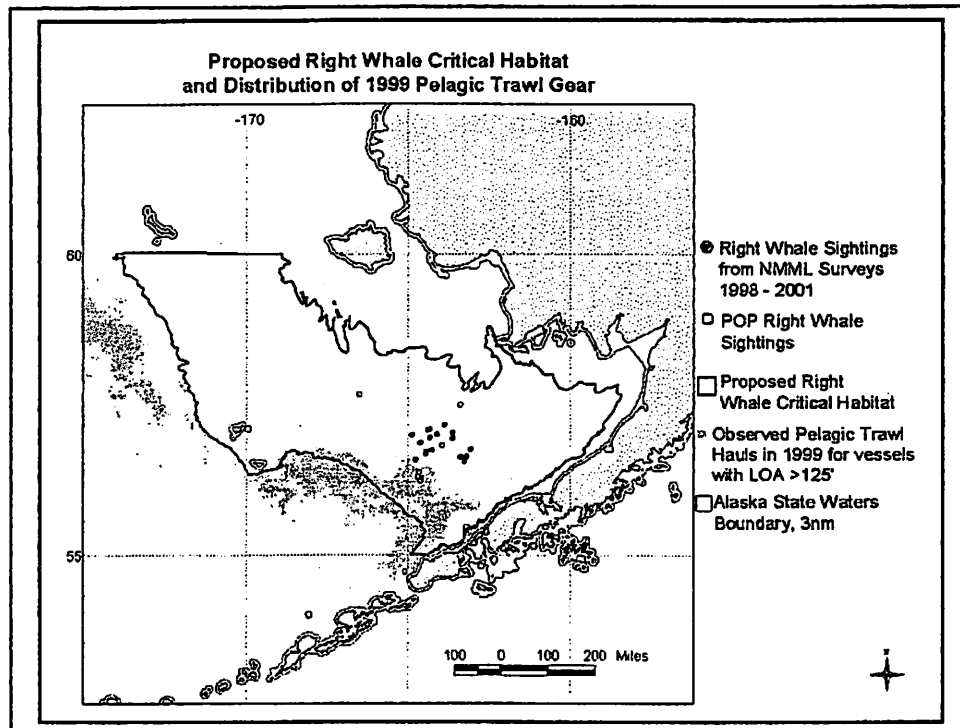 Proposed Right Whale Critical Habitat
and Distribution of 1999 Pelagic Trawl Gear
-170
-160
60
55
Right Whale Sightings
from NMML Surveys
1998 - 2001
POP Right Whale
Sightings
Proposed Right
Whale Critical Habitat
Observed Pelagic Trawl
Hauls in 1999 for vessels
with LOA >125'
Alaska State Waters
Boundary, 3nm
100 0 100 200 Miles